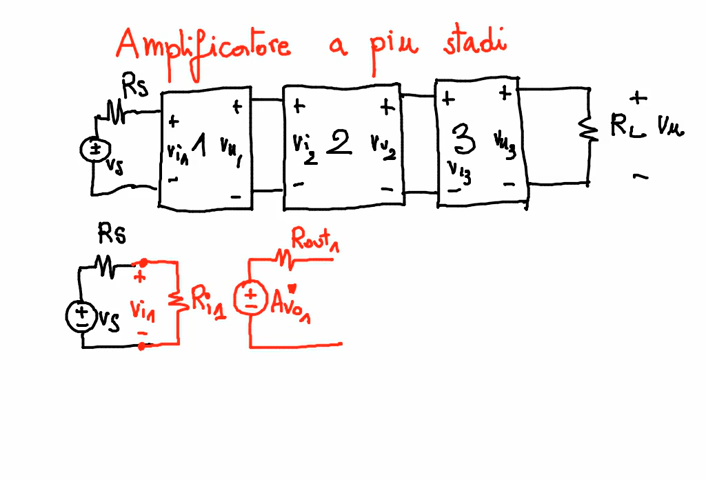 Amplificatore a piu stadi
Rs
+ + + + + + +
vs vi1 1 vu1 vi2 2 vu2 vi3 3 vu3 RL vu
- - - - - - -
Rs Rout1
+
vs vi1 Ri1 Avo1
-